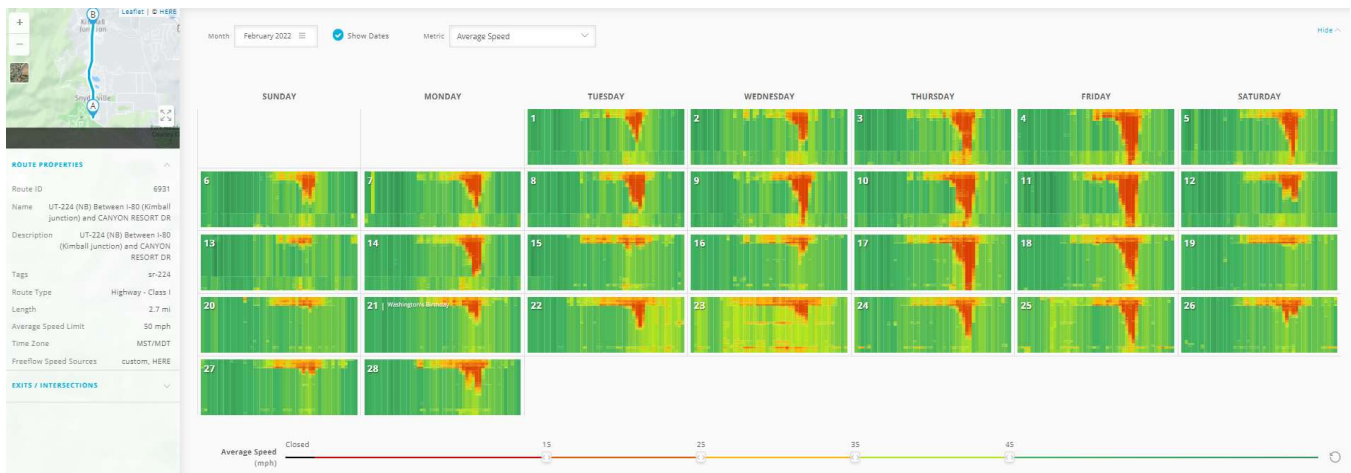 +
B
Leaflet | © HERE
−
A
Month
February 2022
Show Dates
Metric
Average Speed
Hide
SUNDAY
MONDAY
TUESDAY
WEDNESDAY
THURSDAY
FRIDAY
SATURDAY
1
2
3
4
5
6
7
8
9
10
11
12
13
14
15
16
17
18
19
20
21 | Washington's Birthday
22
23
24
25
26
27
28
ROUTE PROPERTIES
Route ID
6931
Name
UT-224 (NB) Between I-80 (Kimball
junction) and CANYON RESORT DR
Description
UT-224 (NB) Between I-80
(Kimball junction) and CANYON
RESORT DR
Tags
sr-224
Route Type
Highway - Class I
Length
2.7 mi
Average Speed Limit
50 mph
Time Zone
MST/MDT
Freeflow Speed Sources
custom, HERE
EXITS / INTERSECTIONS
Average Speed
(mph)
Closed
15
25
35
45